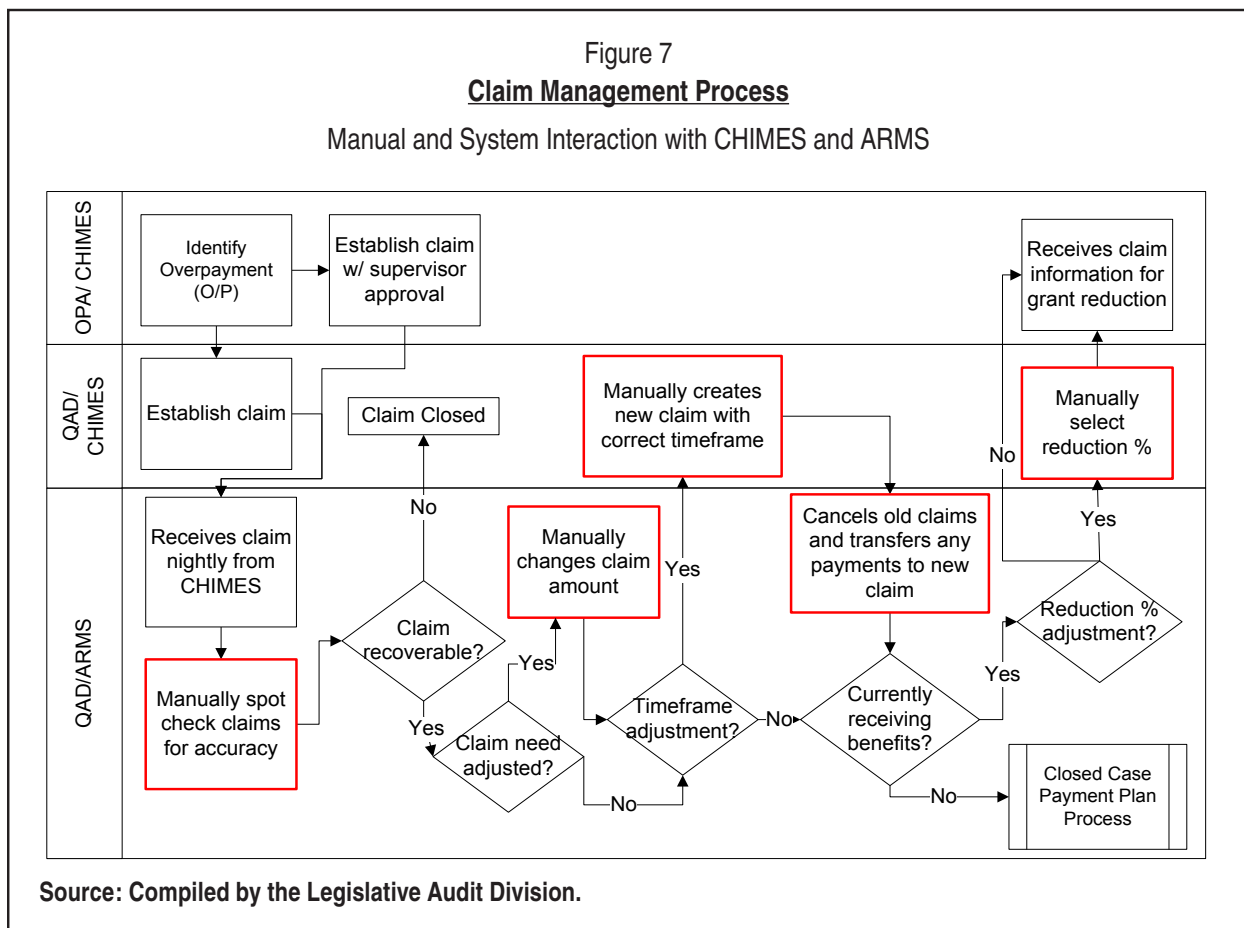 Figure 7
Claim Management Process
Manual and System Interaction with CHIMES and ARMS
OPA/ CHIMES
Identify
Overpayment
(O/P)
Establish claim
w/ supervisor
approval
Receives claim
information for
grant reduction
QAD/
CHIMES
Establish claim
Claim Closed
Manually creates
new claim with
correct timeframe
Manually
select
reduction %
No
QAD/ARMS
Receives claim
nightly from
CHIMES
Manually spot
check claims
for accuracy
No
Claim
recoverable?
Yes
Claim need
adjusted?
Yes
No
Manually
changes claim
amount
Yes
Timeframe
adjustment?
No
Cancels old claims
and transfers any
payments to new
claim
Currently
receiving
benefits?
Yes
No
Reduction %
adjustment?
Yes
Closed Case
Payment Plan
Process
Source: Compiled by the Legislative Audit Division.